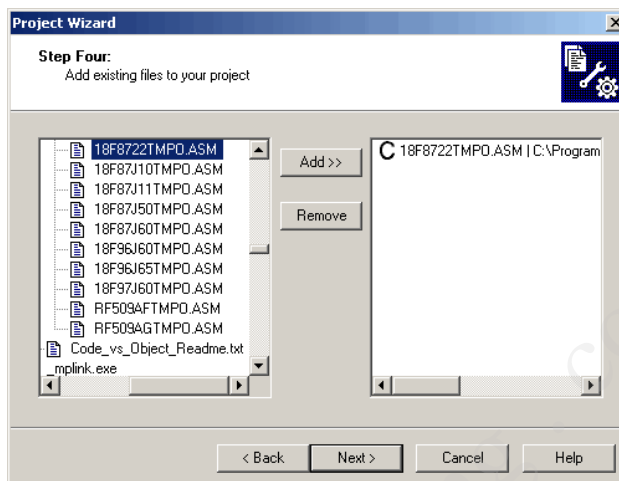 Project Wizard
Step Four:
Add existing files to your project
18F8722TMPO.ASM
18F87J10TMPO.ASM
18F87J11TMPO.ASM
18F87J50TMPO.ASM
18F87J60TMPO.ASM
18F96J60TMPO.ASM
18F96J65TMPO.ASM
18F97J60TMPO.ASM
RF509AFTMPO.ASM
RF509AGTMPO.ASM
Code_vs_Object_Readme.txt
_mplink.exe
Add >>
Remove
C 18F8722TMPO.ASM | C:\Program
< Back
Next >
Cancel
Help